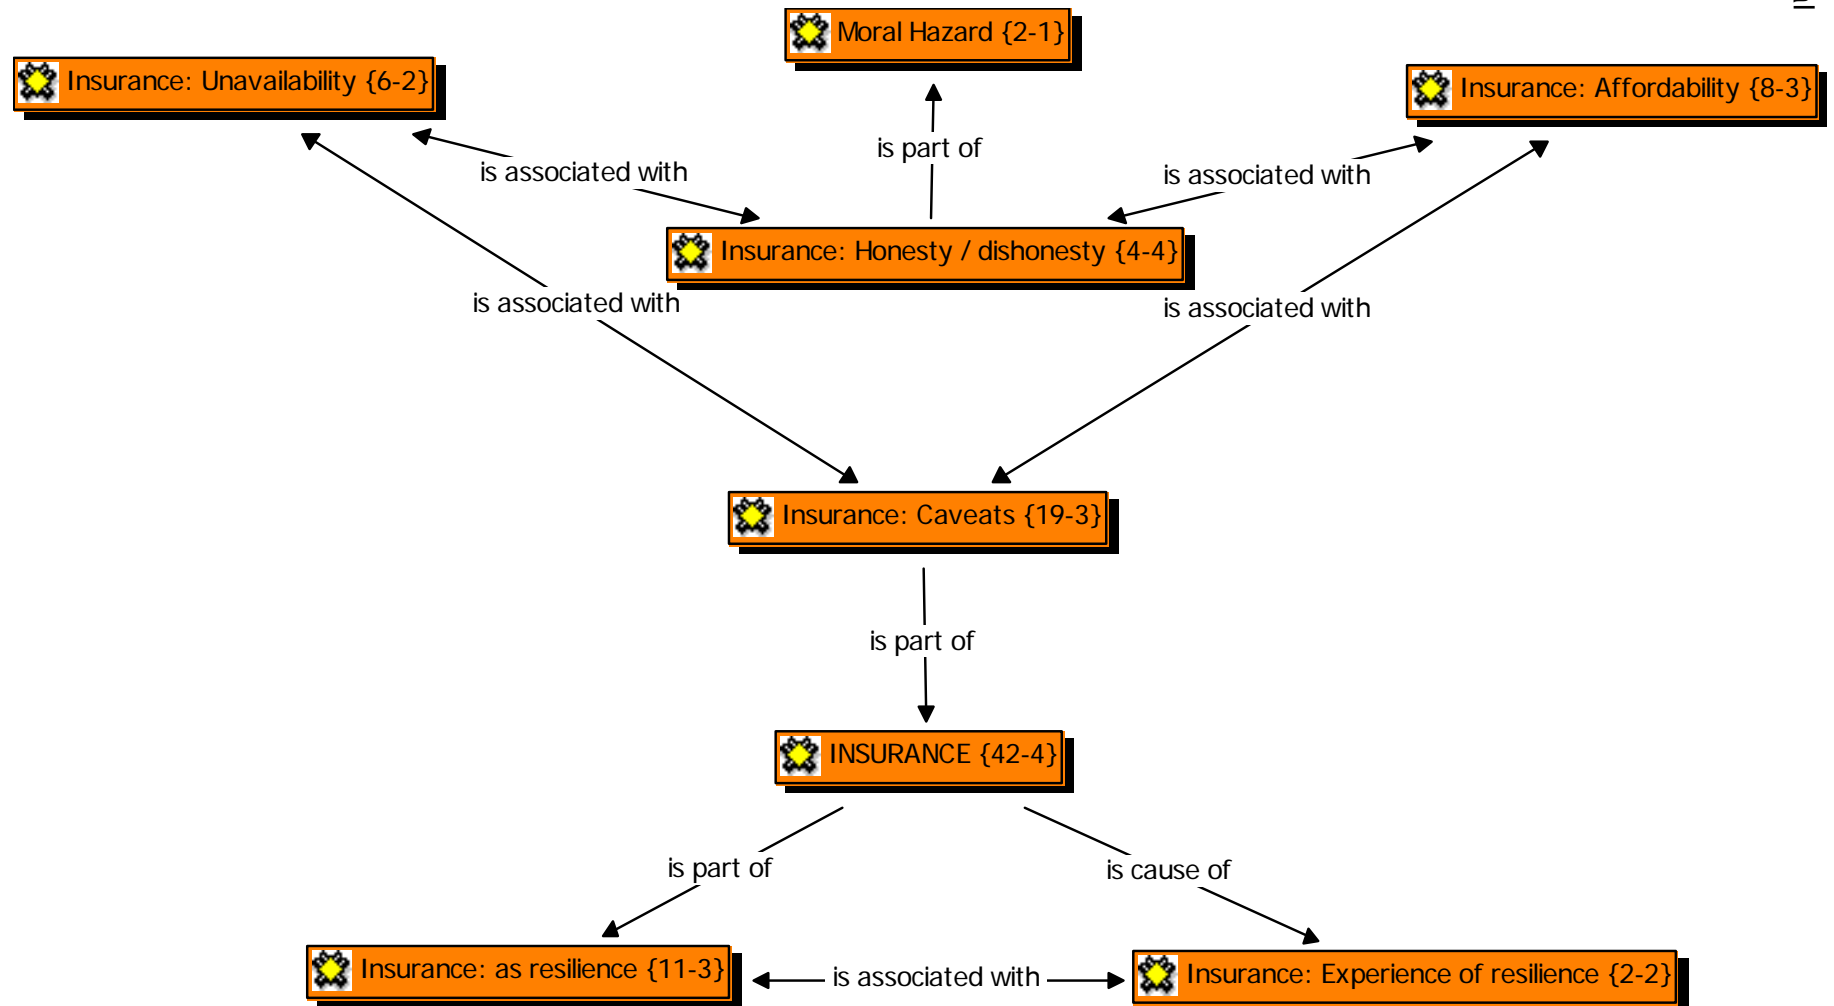 Moral Hazard {2-1}
Insurance: Unavailability {6-2}
Insurance: Affordability {8-3}
is part of
is associated with
is associated with
Insurance: Honesty / dishonesty {4-4}
is associated with
is associated with
Insurance: Caveats {19-3}
is part of
INSURANCE {42-4}
is part of
is cause of
Insurance: as resilience {11-3}
is associated with
Insurance: Experience of resilience {2-2}